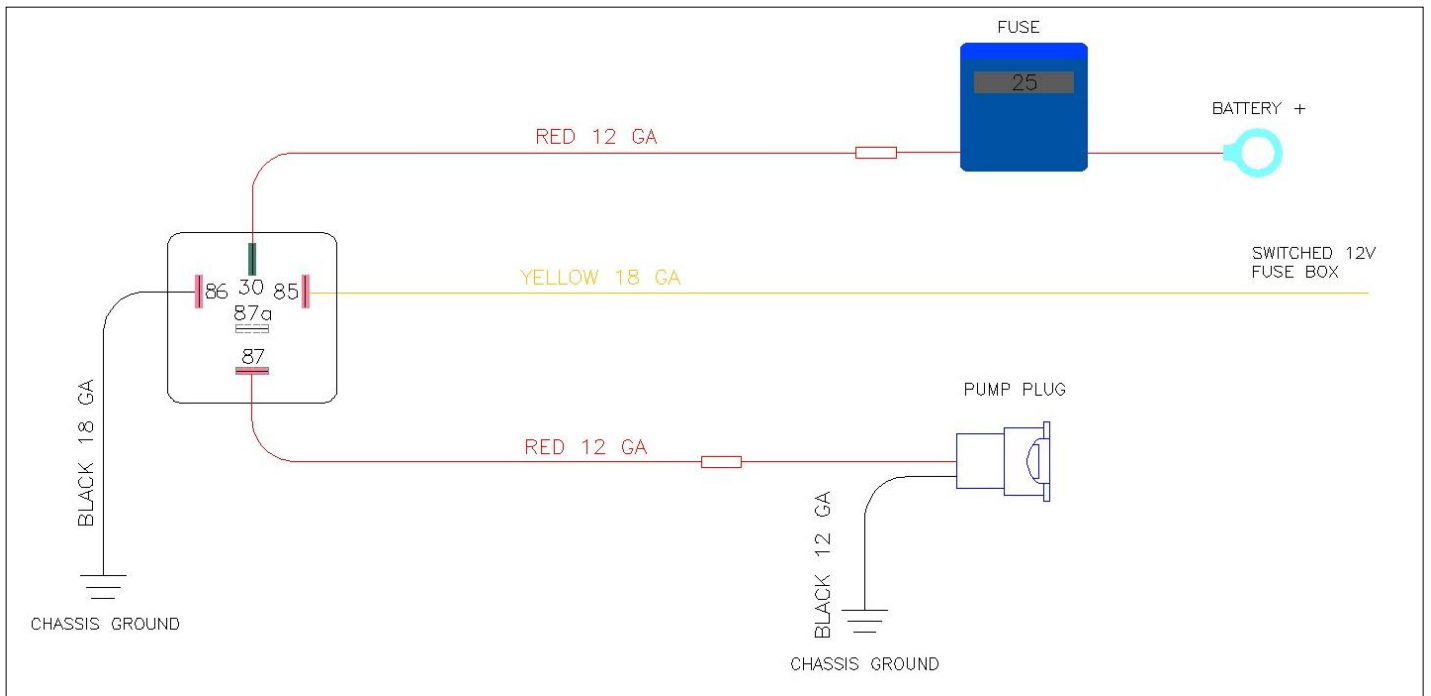 FUSE
25
BATTERY +
RED 12 GA
SWITCHED 12V
FUSE BOX
YELLOW 18 GA
86 30 85
87a
87
BLACK 18 GA
CHASSIS GROUND
RED 12 GA
PUMP PLUG
BLACK 12 GA
CHASSIS GROUND